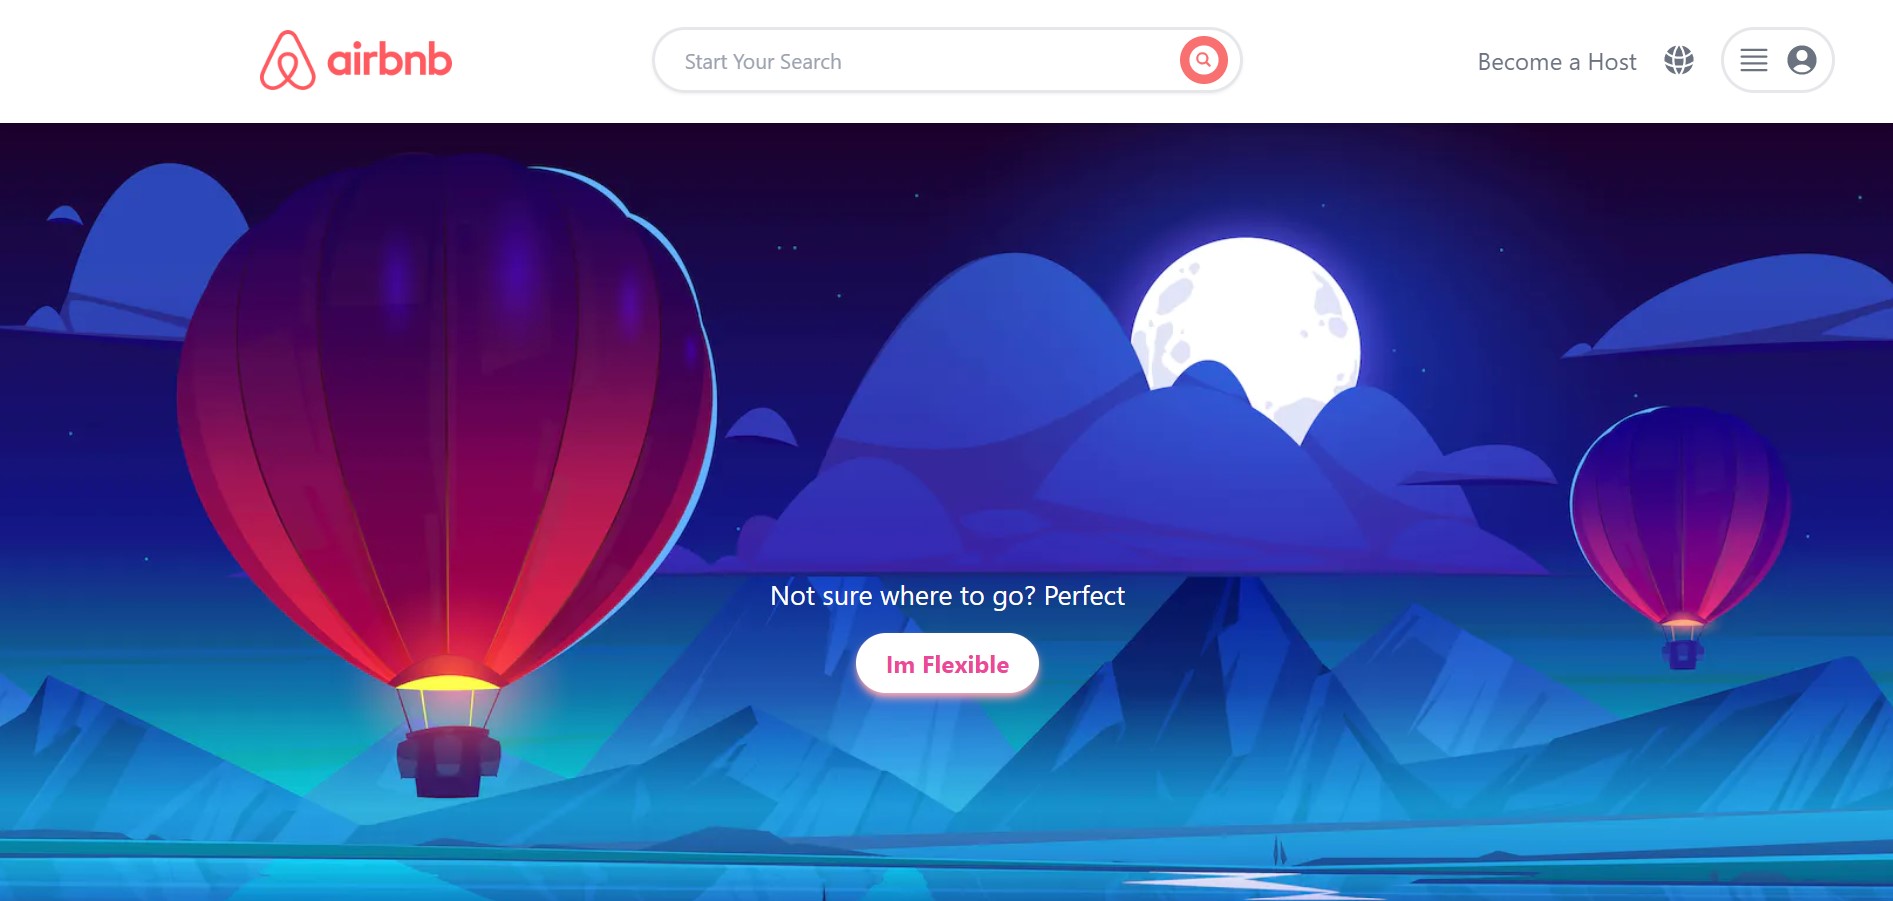 airbnb
Start Your Search
Become a Host
Not sure where to go? Perfect
Im Flexible